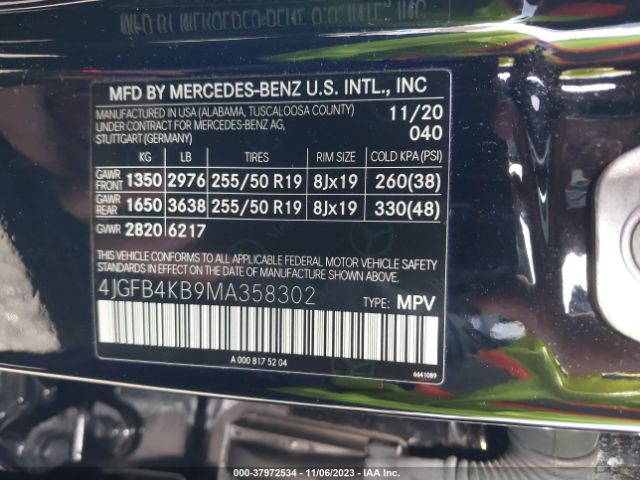 MFD BY MERCEDES-BENZ U.S. INTL., INC
MANUFACTURED IN USA (ALABAMA, TUSCALOOSA COUNTY) 11/20
UNDER CONTRACT FOR MERCEDES-BENZ AG, 040
STUTTGART (GERMANY)
KG LB TIRES RIM SIZE COLD KPA (PSI)
GAWR FRONT 1350 2976 255/50 R19 8Jx19 260(38)
GAWR REAR 1650 3638 255/50 R19 8Jx19 330(48)
GVWR 2820 6217
THIS VEHICLE CONFORMS TO ALL APPLICABLE FEDERAL MOTOR VEHICLE SAFETY
STANDARDS IN EFFECT ON THE DATE OF MANUFACTURE SHOWN ABOVE.
4JGFB4KB9MA358302 TYPE: MPV
A 000 817 52 04 6641089
000-37972534 | 11/06/2023 | IAA Inc.